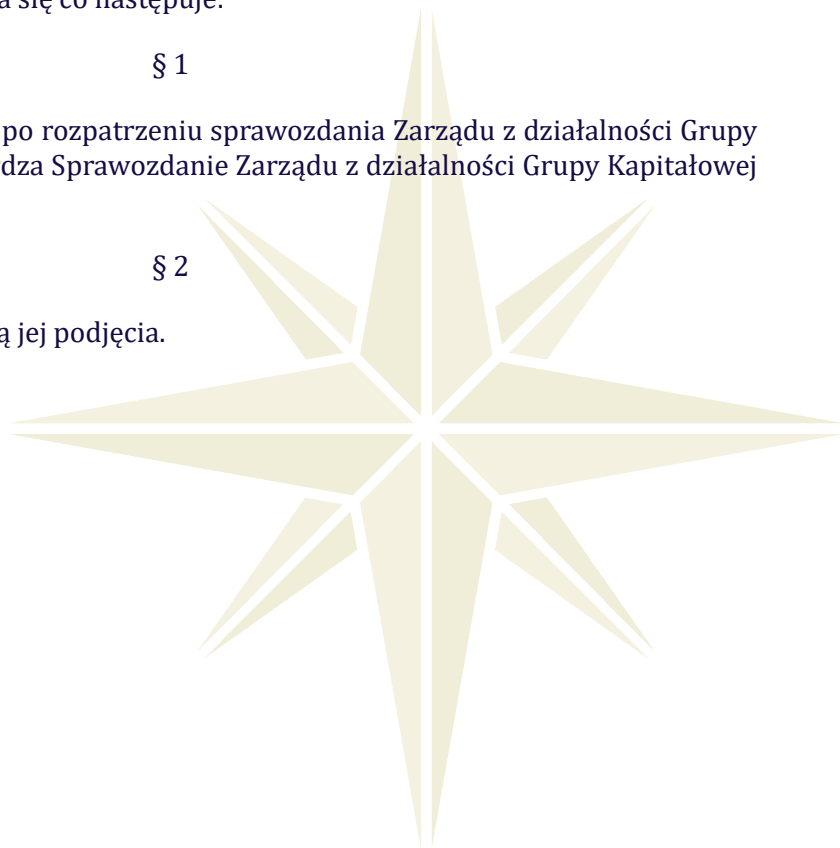 a się co następuje:
§ 1
po rozpatrzeniu sprawozdania Zarządu z działalności Grupy
dza Sprawozdanie Zarządu z działalności Grupy Kapitałowej
§ 2
ą jej podjęcia.